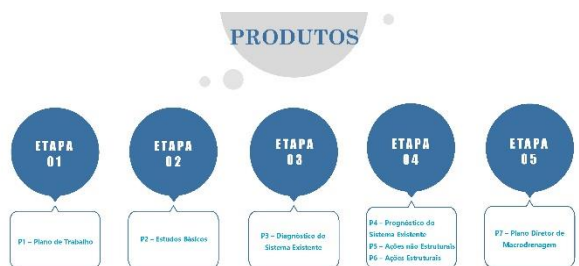 PRODUTOS
ETAPA
01
ETAPA
02
ETAPA
03
ETAPA
04
ETAPA
05
P1 – Plano de Trabalho
P2 – Estudos Básicos
P3 – Diagnóstico do
Sistema Existente
P4 – Prognóstico do
Sistema Existente
P5 – Ações não Estruturais
P6 – Ações Estruturais
P7 – Plano Diretor de
Macrodrenagem